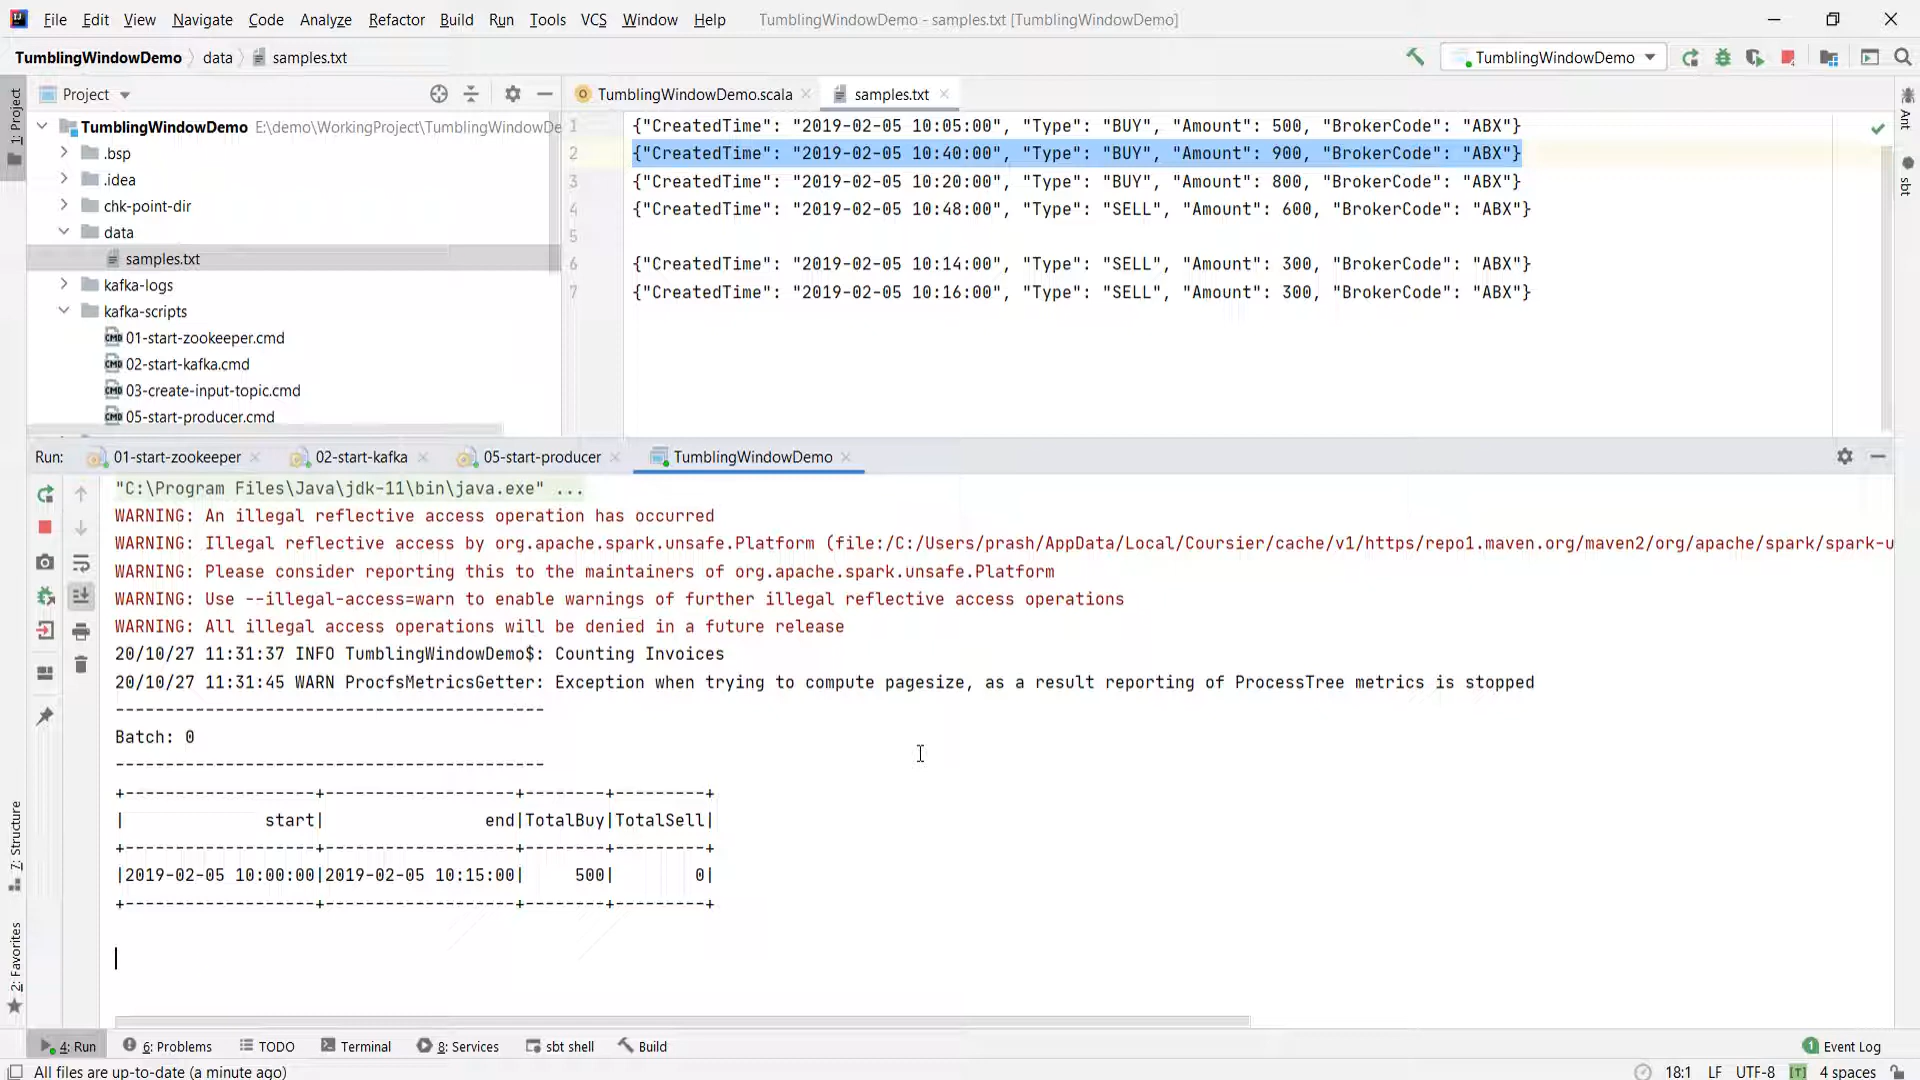 File Edit View Navigate Code Analyze Refactor Build Run Tools VCS Window Help TumblingWindowDemo - samples.txt [TumblingWindowDemo]
TumblingWindowDemo data samples.txt TumblingWindowDemo
Project TumblingWindowDemo.scala samples.txt
1: Project
TumblingWindowDemo E:\demo\WorkingProject\TumblingWindowDe
.bsp
.idea
chk-point-dir
data
samples.txt
kafka-logs
kafka-scripts
01-start-zookeeper.cmd
02-start-kafka.cmd
03-create-input-topic.cmd
05-start-producer.cmd
1 {"CreatedTime": "2019-02-05 10:05:00", "Type": "BUY", "Amount": 500, "BrokerCode": "ABX"}
2 {"CreatedTime": "2019-02-05 10:40:00", "Type": "BUY", "Amount": 900, "BrokerCode": "ABX"}
3 {"CreatedTime": "2019-02-05 10:20:00", "Type": "BUY", "Amount": 800, "BrokerCode": "ABX"}
4 {"CreatedTime": "2019-02-05 10:48:00", "Type": "SELL", "Amount": 600, "BrokerCode": "ABX"}
5
6 {"CreatedTime": "2019-02-05 10:14:00", "Type": "SELL", "Amount": 300, "BrokerCode": "ABX"}
7 {"CreatedTime": "2019-02-05 10:16:00", "Type": "SELL", "Amount": 300, "BrokerCode": "ABX"}
Ant
sbt
Run: 01-start-zookeeper 02-start-kafka 05-start-producer TumblingWindowDemo
"C:\Program Files\Java\jdk-11\bin\java.exe" ...
WARNING: An illegal reflective access operation has occurred
WARNING: Illegal reflective access by org.apache.spark.unsafe.Platform (file:/C:/Users/prash/AppData/Local/Coursier/cache/v1/https/repo1.maven.org/maven2/org/apache/spark/spark-u
WARNING: Please consider reporting this to the maintainers of org.apache.spark.unsafe.Platform
WARNING: Use --illegal-access=warn to enable warnings of further illegal reflective access operations
WARNING: All illegal access operations will be denied in a future release
20/10/27 11:31:37 INFO TumblingWindowDemo$: Counting Invoices
20/10/27 11:31:45 WARN ProcfsMetricsGetter: Exception when trying to compute pagesize, as a result reporting of ProcessTree metrics is stopped
-------------------------------------------
Batch: 0
-------------------------------------------
+-------------------+-------------------+--------+---------+
|              start|                end|TotalBuy|TotalSell|
+-------------------+-------------------+--------+---------+
|2019-02-05 10:00:00|2019-02-05 10:15:00|     500|        0|
+-------------------+-------------------+--------+---------+
7: Structure
2: Favorites
4: Run 6: Problems TODO Terminal 8: Services sbt shell Build 1 Event Log
All files are up-to-date (a minute ago) 18:1 LF UTF-8 [T] 4 spaces